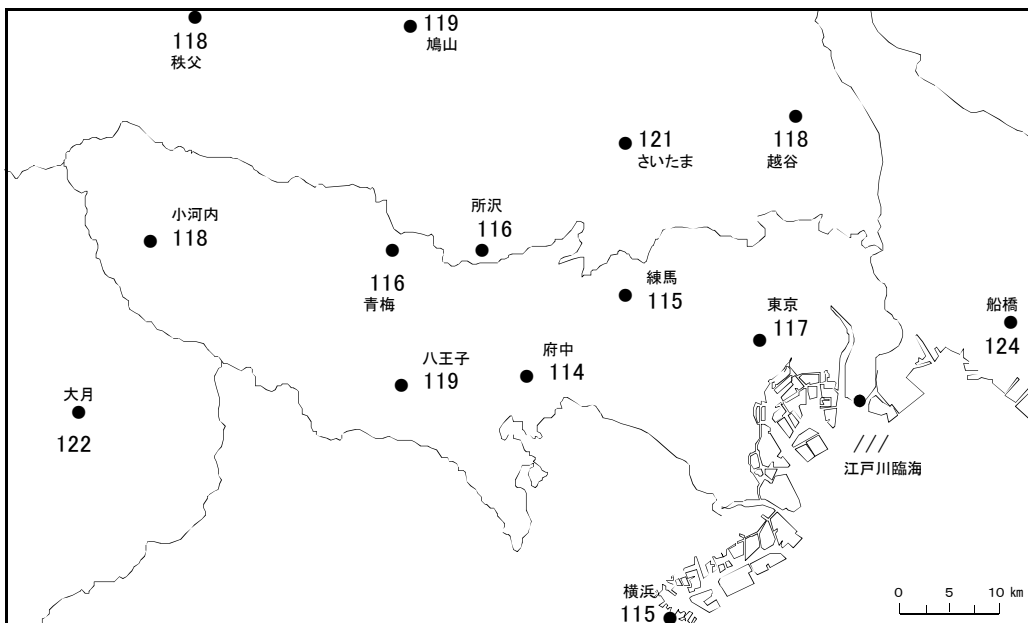 118
秩父
119
鳩山
121
さいたま
118
越谷
小河内
118
所沢
116
116
青梅
練馬
115
東京
117
船橋
124
八王子
119
府中
114
大月
122
///
江戸川臨海
横浜
115
0 5 10 km